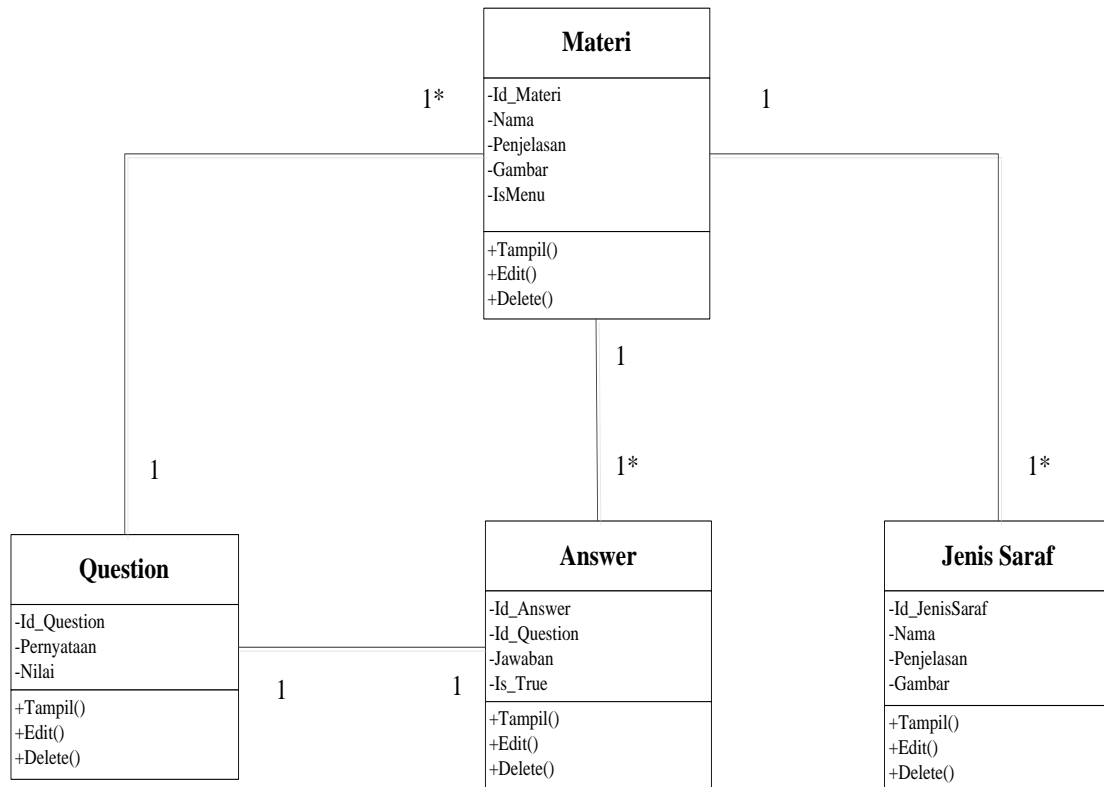 Materi
-Id_Materi
-Nama
-Penjelasan
-Gambar
-IsMenu
+Tampil()
+Edit()
+Delete()
1*
1
1
1*
1
1*
Question
-Id_Question
-Pernyataan
-Nilai
+Tampil()
+Edit()
+Delete()
1
1
Answer
-Id_Answer
-Id_Question
-Jawaban
-Is_True
+Tampil()
+Edit()
+Delete()
Jenis Saraf
-Id_JenisSaraf
-Nama
-Penjelasan
-Gambar
+Tampil()
+Edit()
+Delete()